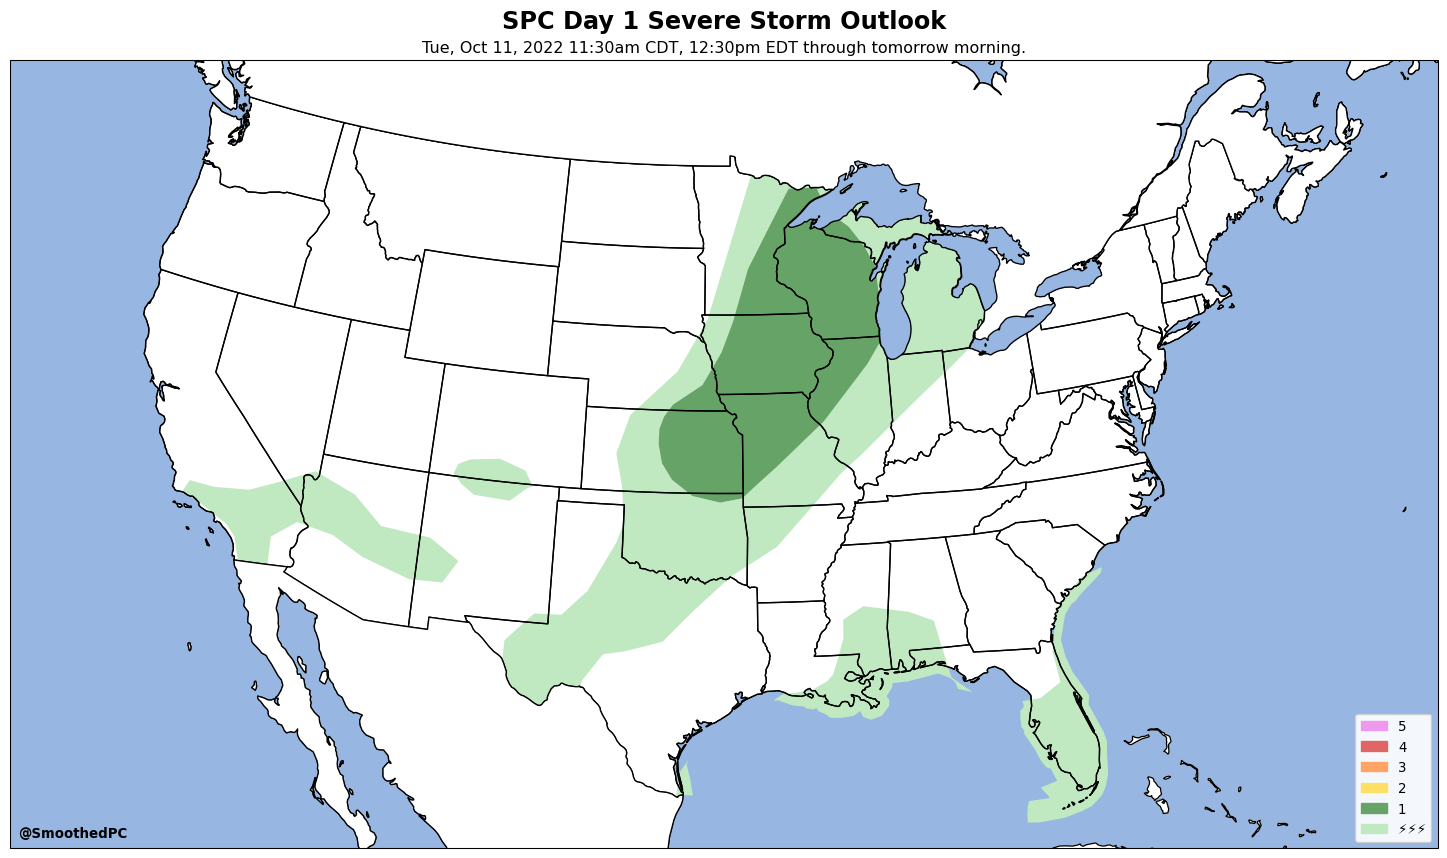 SPC Day 1 Severe Storm Outlook
Tue, Oct 11, 2022 11:30am CDT, 12:30pm EDT through tomorrow morning.
5
4
3
2
1
⚡⚡⚡
@SmoothedPC